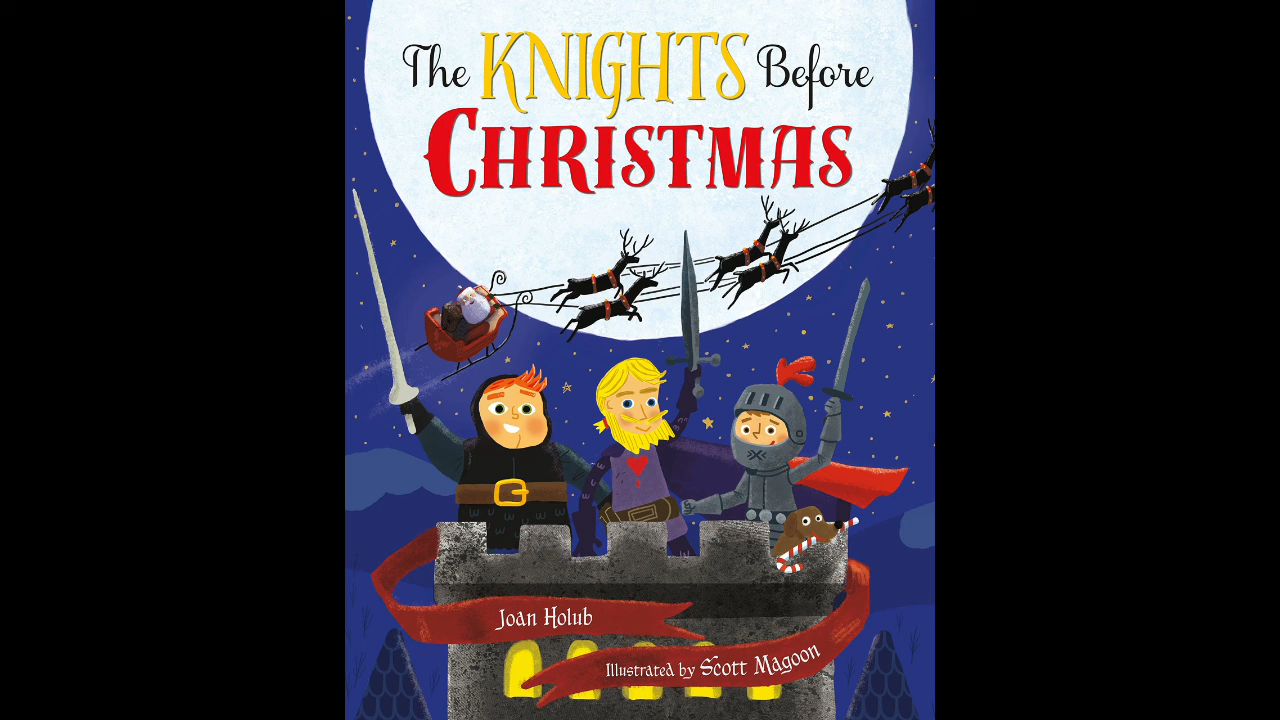 The KNIGHTS Before
CHRISTMAS
Joan Holub
Illustrated by Scott Magoon